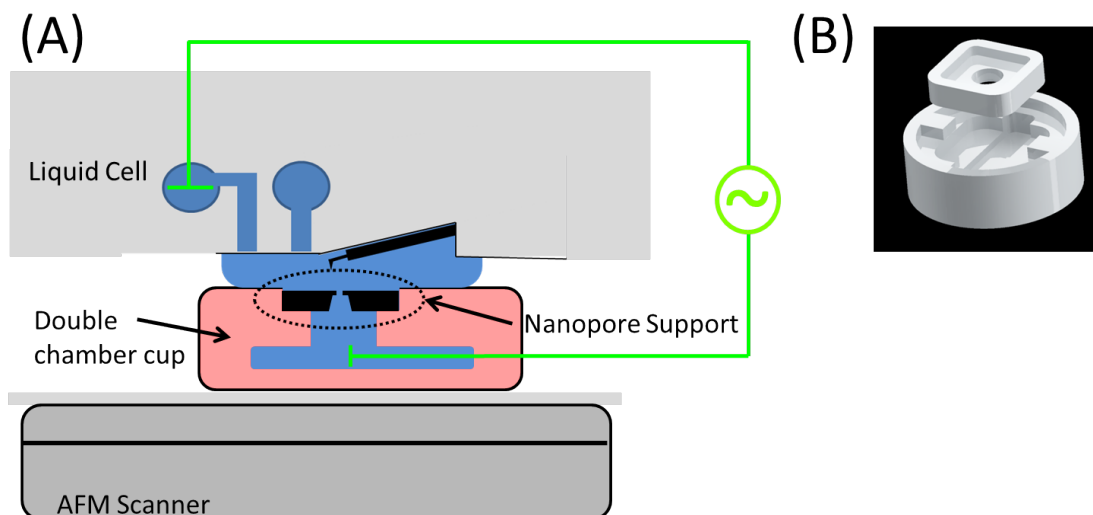 (A)
(B)
Liquid Cell
Double
chamber cup
Nanopore Support
AFM Scanner